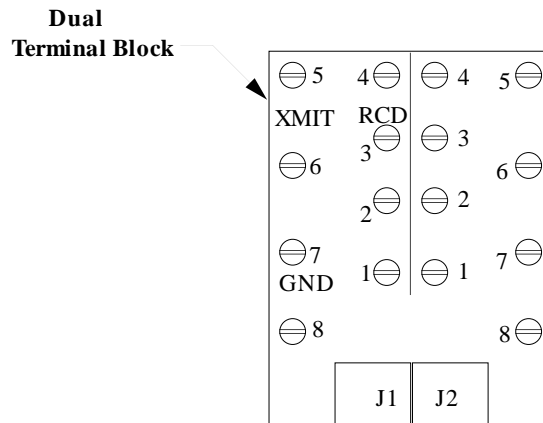 Dual
Terminal Block
5 4 4 5
XMIT RCD
3 3
6 6
2 2
7 7
GND 1 1
8 8
J1 J2